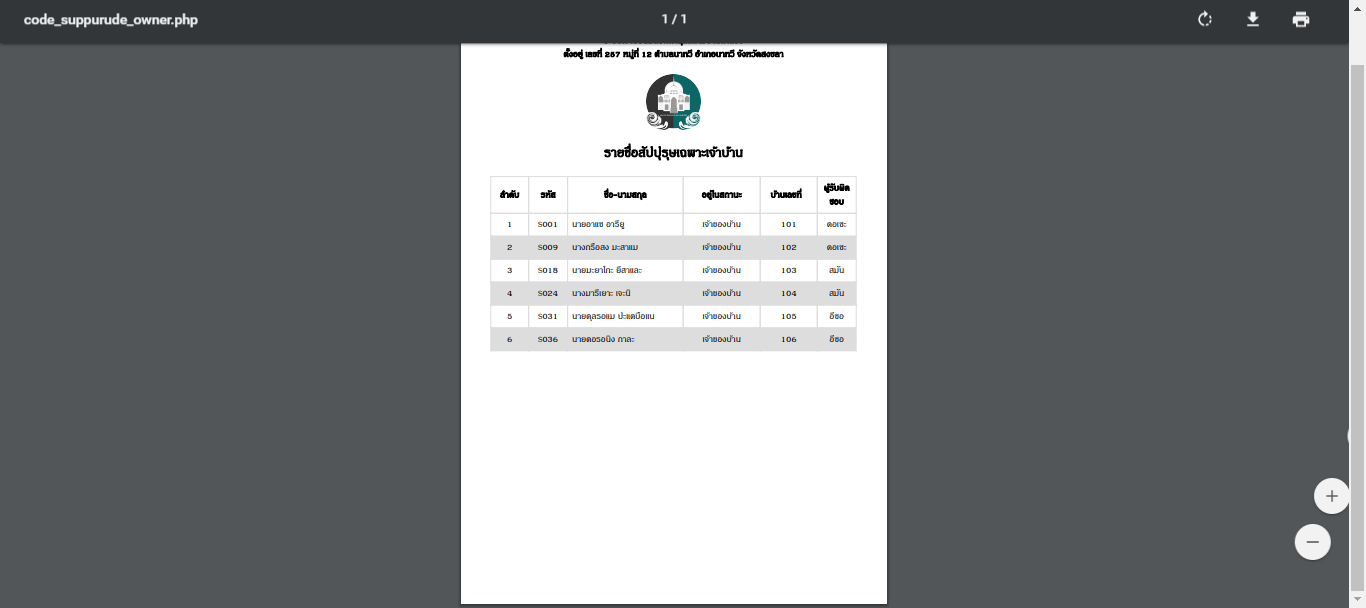 code_suppurude_owner.php
1 / 1
ตั้งอยู่ เลขที่ 257 หมู่ที่ 12 ตำบลนาทวี อำเภอนาทวี จังหวัดสงขลา
รายชื่อสัปปุรุษเฉพาะเจ้าบ้าน
ลำดับ รหัส ชื่อ-นามสกุล อยู่ในสถานะ บ้านเลขที่ ผู้รับผิดชอบ
1 S001 นายอาแซ อารียู เจ้าของบ้าน 101 ดอเซะ
2 S009 นางกรือสง มะสาแม เจ้าของบ้าน 102 ดอเซะ
3 S018 นายมะยาโกะ ยีสาและ เจ้าของบ้าน 103 สมัน
4 S024 นางมารีเยาะ เจะนิ เจ้าของบ้าน 104 สมัน
5 S031 นายดุลรอแม ปะแดบือแน เจ้าของบ้าน 105 อีซอ
6 S036 นายดอรอนิง กาละ เจ้าของบ้าน 106 อีซอ